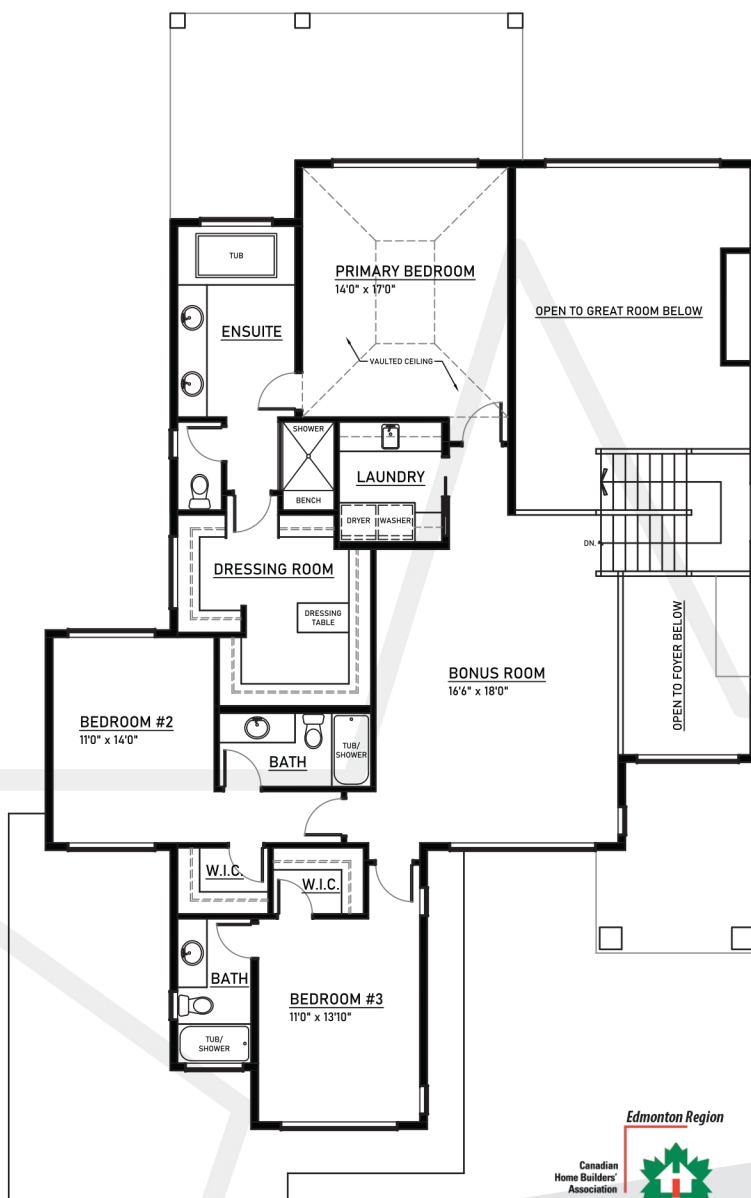 TUB
PRIMARY BEDROOM
14'0" x 17'0"
ENSUITE
OPEN TO GREAT ROOM BELOW
VAULTED CEILING
SHOWER
BENCH
LAUNDRY
DRYER
WASHER
DN.
DRESSING ROOM
DRESSING
TABLE
OPEN TO FOYER BELOW
BONUS ROOM
16'6" x 18'0"
BEDROOM #2
11'0" x 14'0"
BATH
TUB/
SHOWER
W.I.C.
W.I.C.
BATH
BEDROOM #3
11'0" x 13'10"
TUB/
SHOWER
Edmonton Region
Canadian
Home Builders'
Association